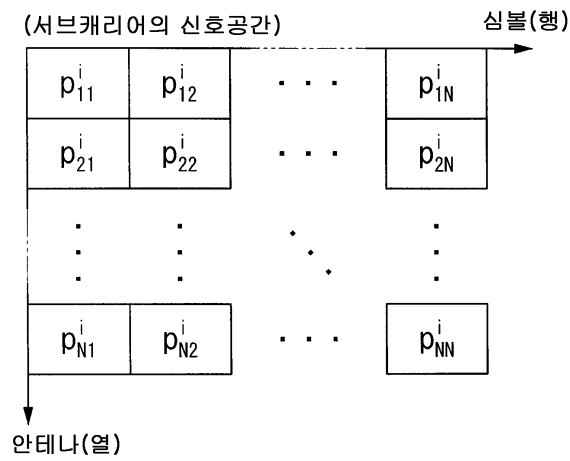 (서브캐리어의 신호공간) 심볼(행)
p^i_11 p^i_12 · · · p^i_1N
p^i_21 p^i_22 · · · p^i_2N
p^i_N1 p^i_N2 · · · p^i_NN
안테나(열)